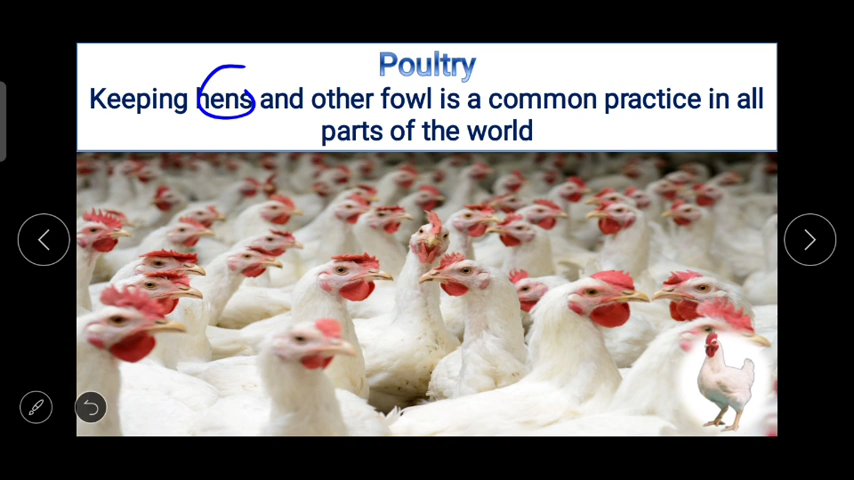 Poultry
Keeping hens and other fowl is a common practice in all
parts of the world